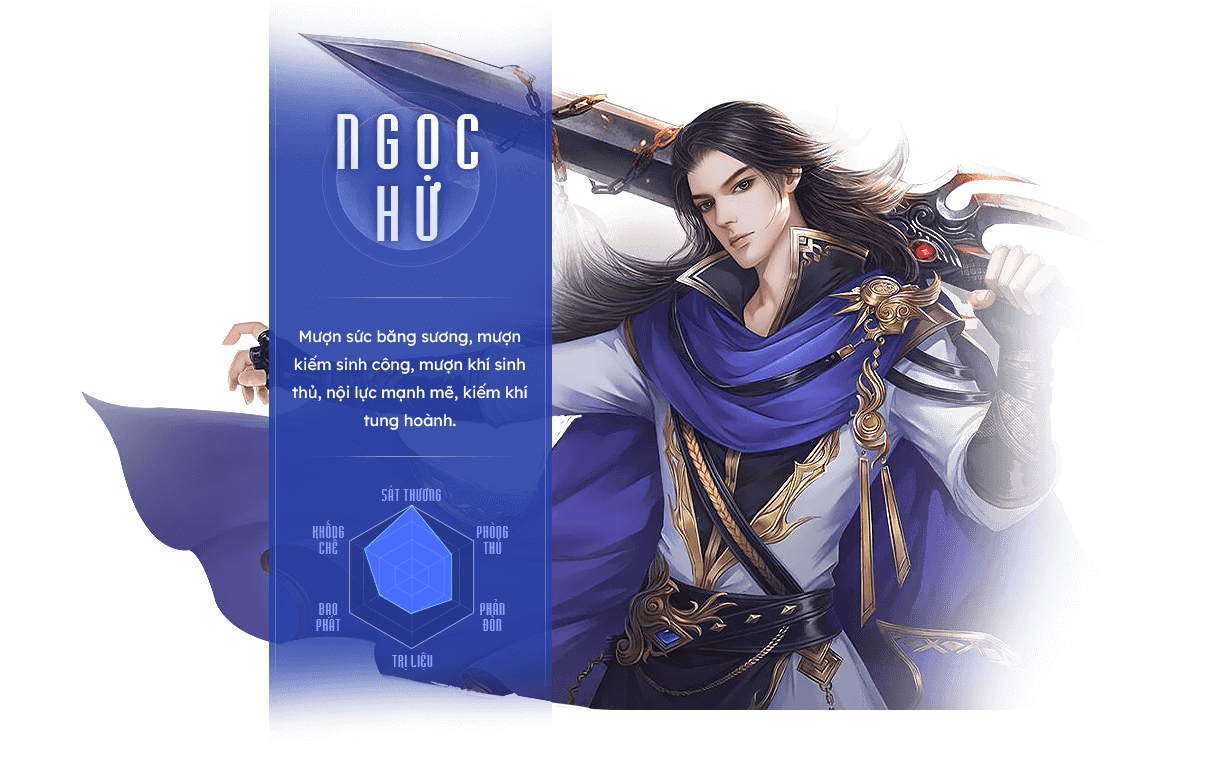 NGỌC
HƯ
Mượn sức băng sương, mượn
kiếm sinh công, mượn khí sinh
thủ, nội lực mạnh mẽ, kiếm khí
tung hoành.
SÁT THƯƠNG
KHỐNG
CHẾ
PHÒNG
THỦ
BẠO
PHÁT
PHẢN
ĐÒN
TRỊ LIỆU